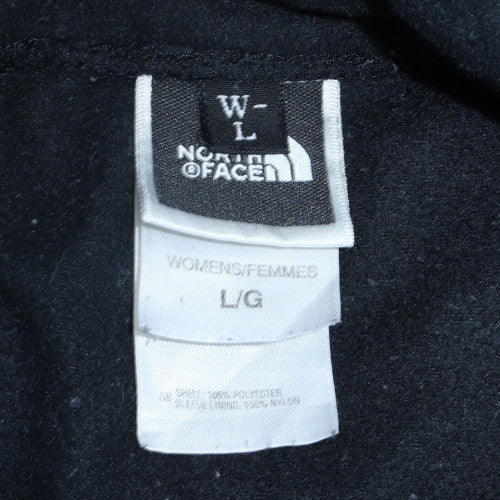 W-
L
NORTH
® FACE
WOMENS/FEMMES
L/G
SHELL: 100% POLYESTER
SLEEVE LINING: 100% NYLON